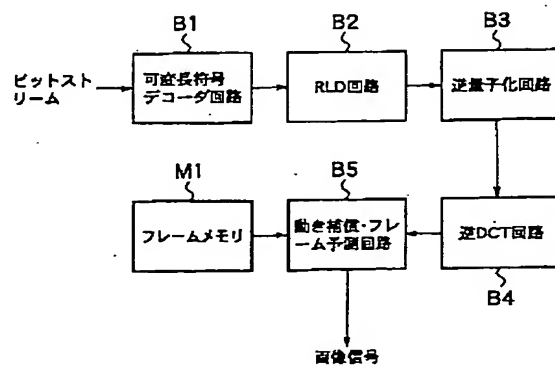 B1
B2
B3
ビットスト
リーム
可変長符号
デコーダ回路
RLD回路
逆量子化回路
M1
B5
フレームメモリ
動き補信・フレ
ーム予測回路
逆DCT回路
B4
画像信号